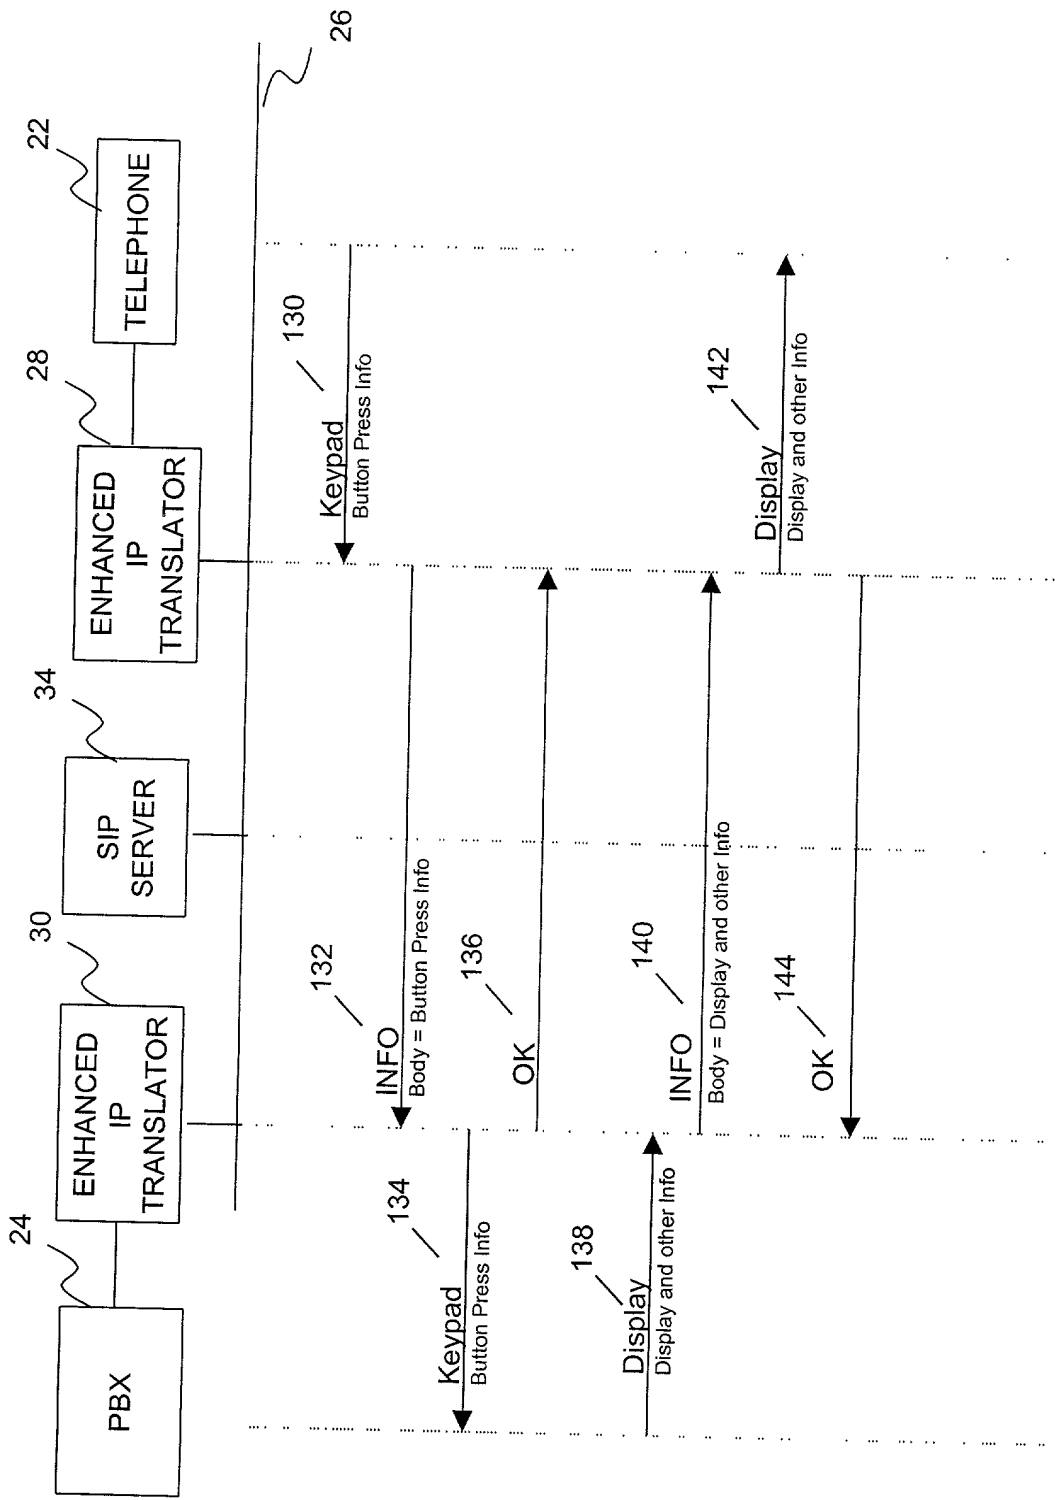 24
30
34
28
22
26
PBX
ENHANCED
IP
TRANSLATOR
SIP
SERVER
ENHANCED
IP
TRANSLATOR
TELEPHONE
130
Keypad
Button Press Info
132
INFO
Body = Button Press Info
134
Keypad
Button Press Info
136
OK
138
Display
Display and other Info
140
INFO
Body = Display and other Info
142
Display
Display and other Info
144
OK